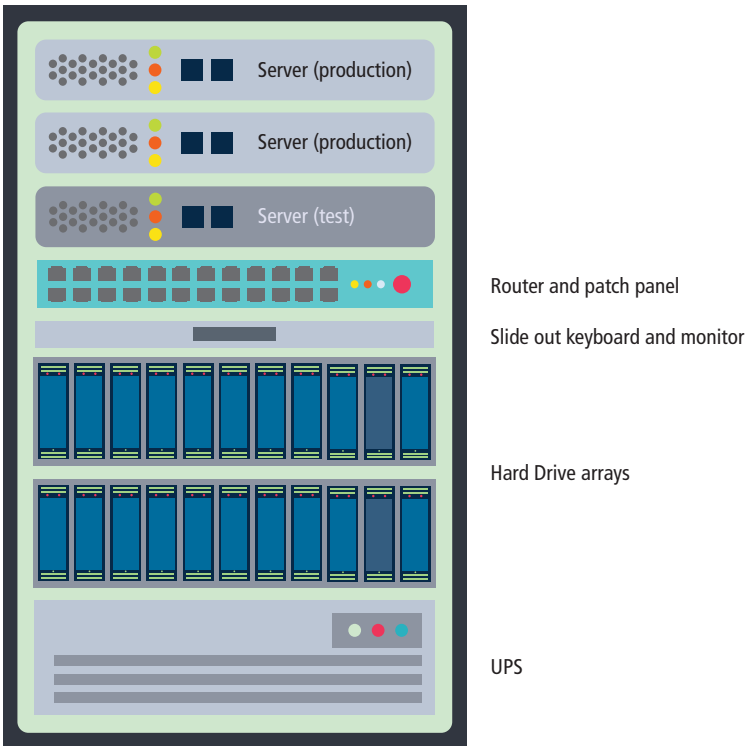 Server (production)
Server (production)
Server (test)
Router and patch panel
Slide out keyboard and monitor
Hard Drive arrays
UPS